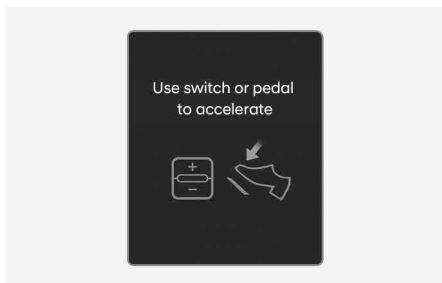 Use switch or pedal
to accelerate
+
−